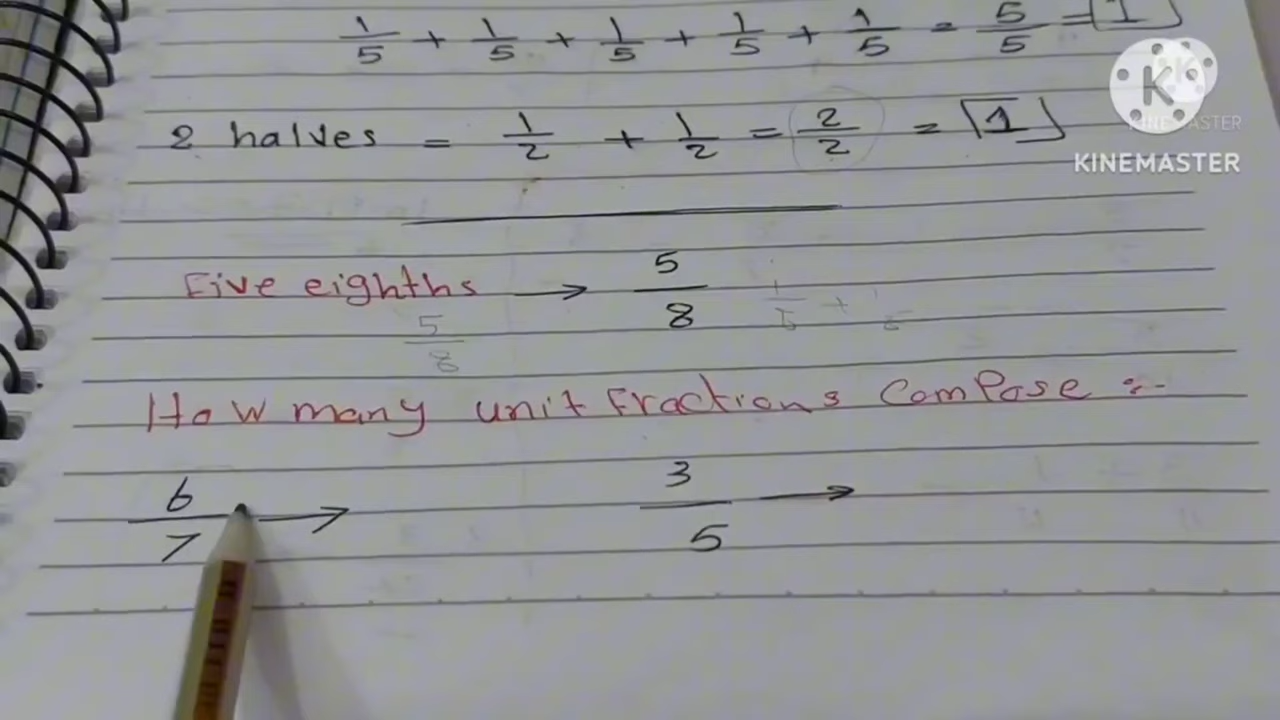 1/5 + 1/5 + 1/5 + 1/5 + 1/5 = 5/5 = 1
2 halves = 1/2 + 1/2 = 2/2 = 1
KINEMASTER
KINEMASTER
Five eighths → 5/8
5/8
How many unit fractions compose :-
6/7 → 3/5 →